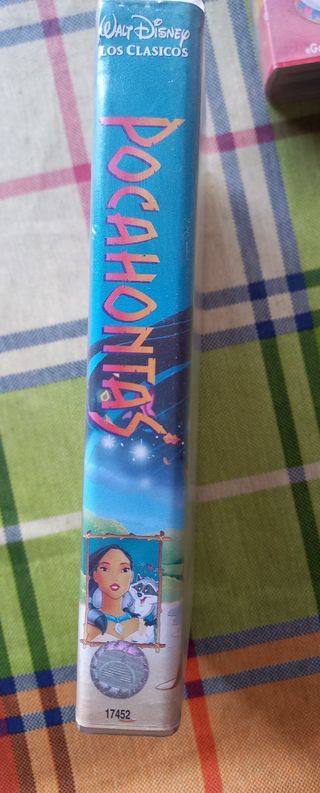 WALT DISNEY
LOS CLASICOS
POCAHONTAS
17452